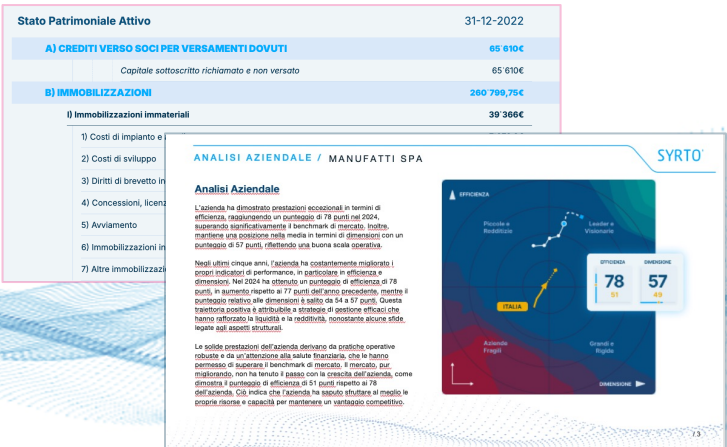 Stato Patrimoniale Attivo 31-12-2022
A) CREDITI VERSO SOCI PER VERSAMENTI DOVUTI 65˙610€
Capitale sottoscritto richiamato e non versato 65˙610€
B) IMMOBILIZZAZIONI 260˙799,75€
I) Immobilizzazioni immateriali 39˙366€
1) Costi di impianto e
2) Costi di sviluppo
3) Diritti di brevetto in
4) Concessioni, licenz
5) Avviamento
6) Immobilizzazioni in
7) Altre immobilizzazi
ANALISI AZIENDALE / MANUFATTI SPA
SYRTO
Analisi Aziendale
L'azienda ha dimostrato prestazioni eccezionali in termini di
efficienza, raggiungendo un punteggio di 78 punti nel 2024,
superando significativamente il benchmark di mercato. Inoltre,
mantiene una posizione nella media in termini di dimensioni con un
punteggio di 57 punti, riflettendo una buona scala operativa.
Negli ultimi cinque anni, l'azienda ha costantemente migliorato i
propri indicatori di performance, in particolare in efficienza e
dimensioni. Nel 2024 ha ottenuto un punteggio di efficienza di 78
punti, in aumento rispetto ai 77 punti dell'anno precedente, mentre il
punteggio relativo alle dimensioni è salito da 54 a 57 punti. Questa
traiettoria positiva è attribuibile a strategie di gestione efficaci che
hanno rafforzato la liquidità e la redditività, nonostante alcune sfide
legate agli aspetti strutturali.
Le solide prestazioni dell'azienda derivano da pratiche operative
robuste e da un'attenzione alla salute finanziaria, che le hanno
permesso di superare il benchmark di mercato. Il mercato, pur
migliorando, non ha tenuto il passo con la crescita dell'azienda, come
dimostra il punteggio di efficienza di 51 punti rispetto ai 78
dell'azienda. Ciò indica che l'azienda ha saputo sfruttare al meglio le
proprie risorse e capacità per mantenere un vantaggio competitivo.
EFFICIENZA
Piccole e
Redditizie
Leader e
Visionarie
EFFICIENZA DIMENSIONE
78 57
51 49
ITALIA
Aziende
Fragili
Grandi e
Rigide
DIMENSIONE
/ 3